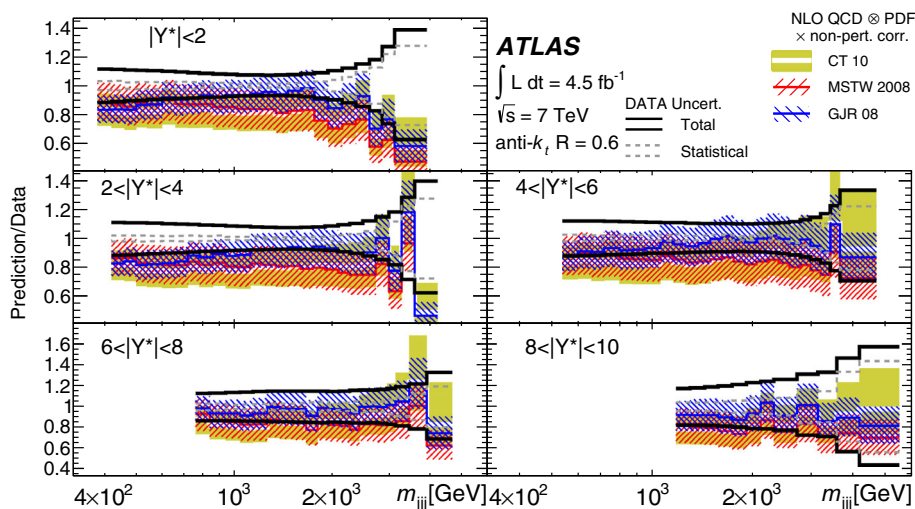 |Y*|<2
ATLAS
∫ L dt = 4.5 fb⁻¹
√s = 7 TeV
anti-kₜ R = 0.6
DATA Uncert.
Total
Statistical
NLO QCD ⊗ PDF
× non-pert. corr.
CT 10
MSTW 2008
GJR 08
1.4
1.2
1
0.8
0.6
2<|Y*|<4
4<|Y*|<6
1.4
1.2
1
0.8
0.6
Prediction/Data
6<|Y*|<8
8<|Y*|<10
1.6
1.4
1.2
1
0.8
0.6
0.4
4×10²
10³
2×10³
mⱼⱼⱼ[GeV]
4×10²
10³
2×10³
mⱼⱼⱼ[GeV]